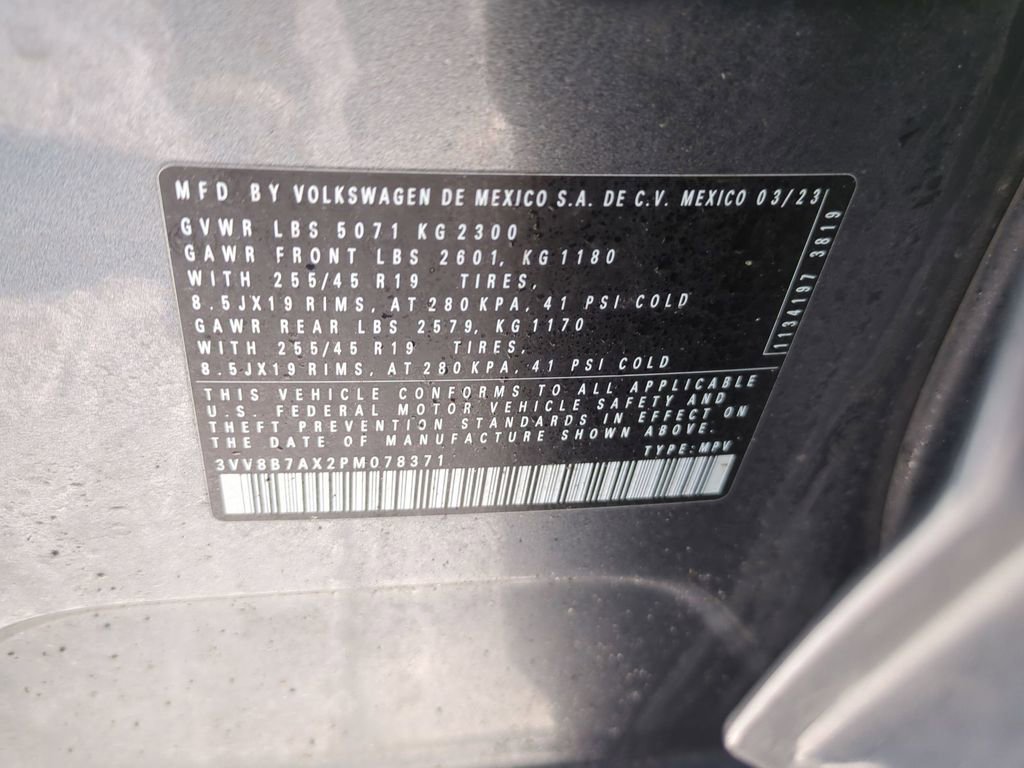 MFD BY VOLKSWAGEN DE MEXICO S.A. DE C.V. MEXICO 03/23
GVWR LBS 5071 KG 2300
GAWR FRONT LBS 2601, KG 1180
WITH 255/45 R19 TIRES,
8.5JX19 RIMS, AT 280 KPA, 41 PSI COLD
GAWR REAR LBS 2579, KG 1170
WITH 255/45 R19 TIRES,
8.5JX19 RIMS, AT 280 KPA, 41 PSI COLD
THIS VEHICLE CONFORMS TO ALL APPLICABLE
U.S. FEDERAL MOTOR VEHICLE SAFETY AND
THEFT PREVENTION STANDARDS IN EFFECT ON
THE DATE OF MANUFACTURE SHOWN ABOVE.
TYPE: MPV
3VV8B7AX2PM078371
1134197 3819